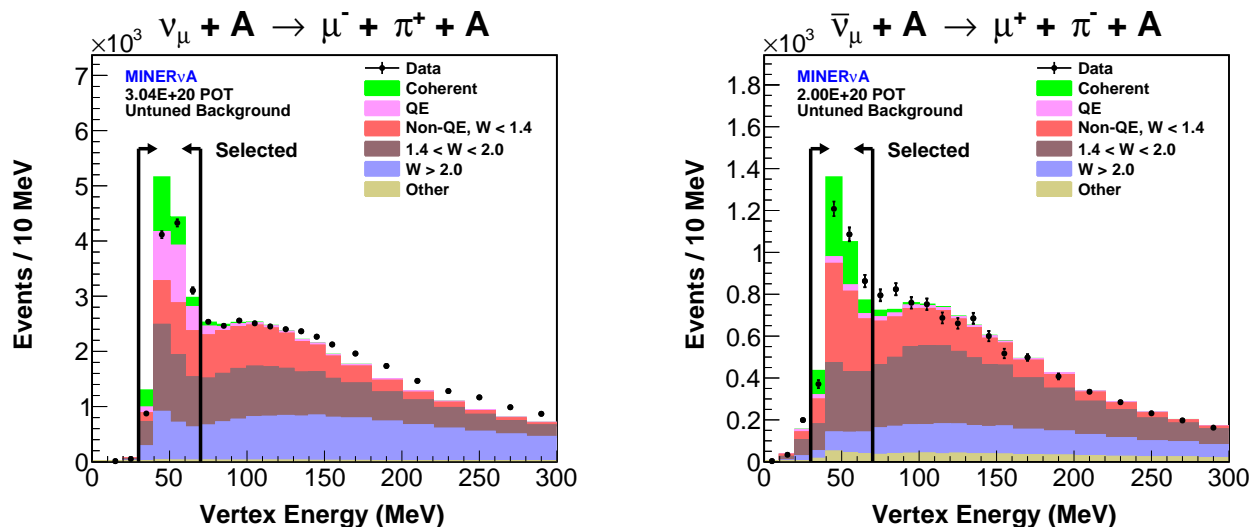 ν_μ + A → μ⁻ + π⁺ + A
×10³
7
6
5
4
3
2
1
0
MINERνA
3.04E+20 POT
Untuned Background
Data
Coherent
QE
Non-QE, W < 1.4
1.4 < W < 2.0
W > 2.0
Other
Selected
Events / 10 MeV
0 50 100 150 200 250 300
Vertex Energy (MeV)
ν̅_μ + A → μ⁺ + π⁻ + A
×10³
1.8
1.6
1.4
1.2
1
0.8
0.6
0.4
0.2
0
MINERνA
2.00E+20 POT
Untuned Background
Data
Coherent
QE
Non-QE, W < 1.4
1.4 < W < 2.0
W > 2.0
Other
Selected
Events / 10 MeV
0 50 100 150 200 250 300
Vertex Energy (MeV)